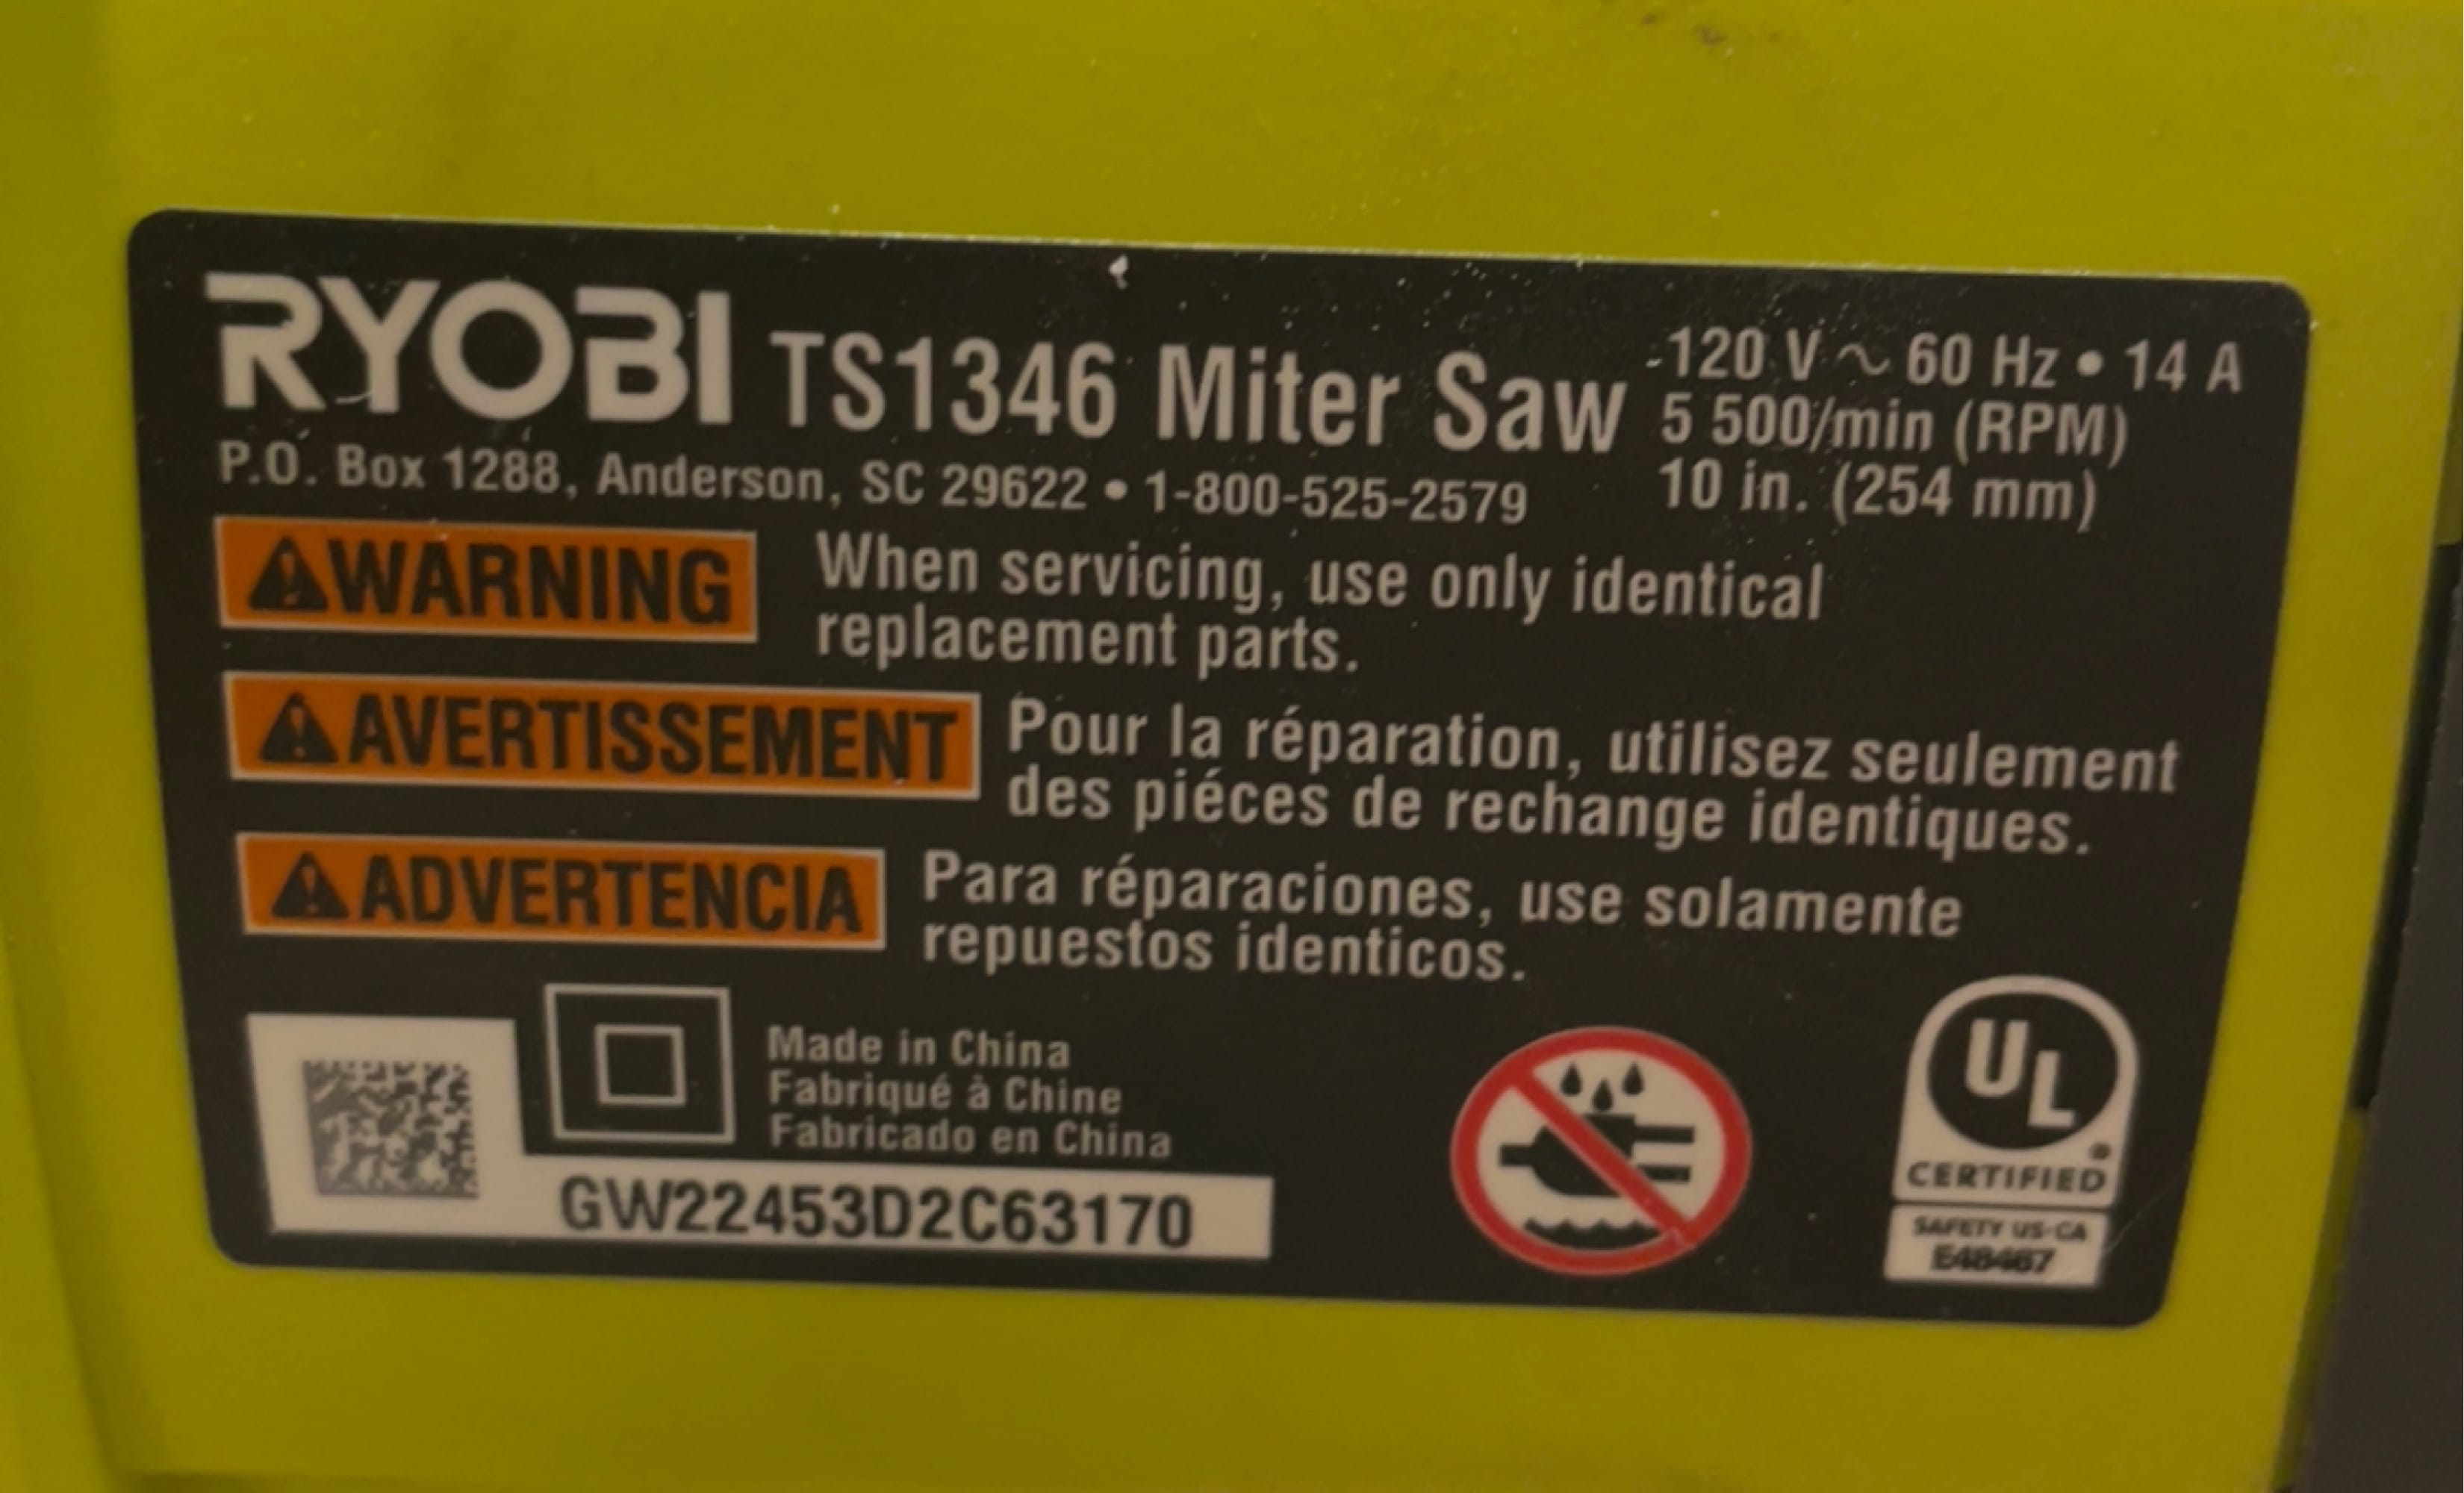 RYOBI TS1346 Miter Saw
120 V ~ 60 Hz • 14 A
5 500/min (RPM)
10 in. (254 mm)
P.O. Box 1288, Anderson, SC 29622 • 1-800-525-2579
WARNING
When servicing, use only identical
replacement parts.
AVERTISSEMENT
Pour la réparation, utilisez seulement
des piéces de rechange identiques.
ADVERTENCIA
Para réparaciones, use solamente
repuestos identicos.
Made in China
Fabriqué à Chine
Fabricado en China
GW22453D2C63170
UL®
CERTIFIED
SAFETY US-CA
E48467